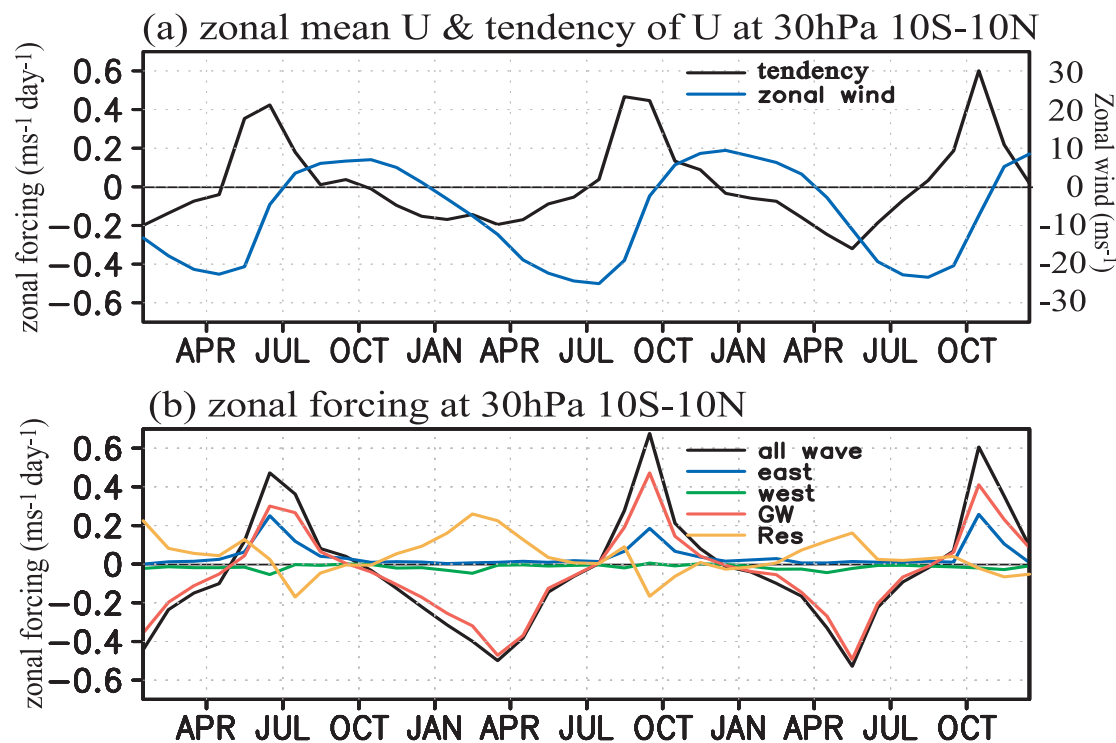 (a) zonal mean U & tendency of U at 30hPa 10S-10N
zonal forcing (ms-1 day-1)
0.6
0.4
0.2
0
−0.2
−0.4
−0.6
tendency
zonal wind
30
20
10
0
-10
-20
-30
Zonal wind (ms-1)
APR JUL OCT JAN APR JUL OCT JAN APR JUL OCT
(b) zonal forcing at 30hPa 10S-10N
zonal forcing (ms-1 day-1)
0.6
0.4
0.2
0
−0.2
−0.4
−0.6
all wave
east
west
GW
Res
APR JUL OCT JAN APR JUL OCT JAN APR JUL OCT